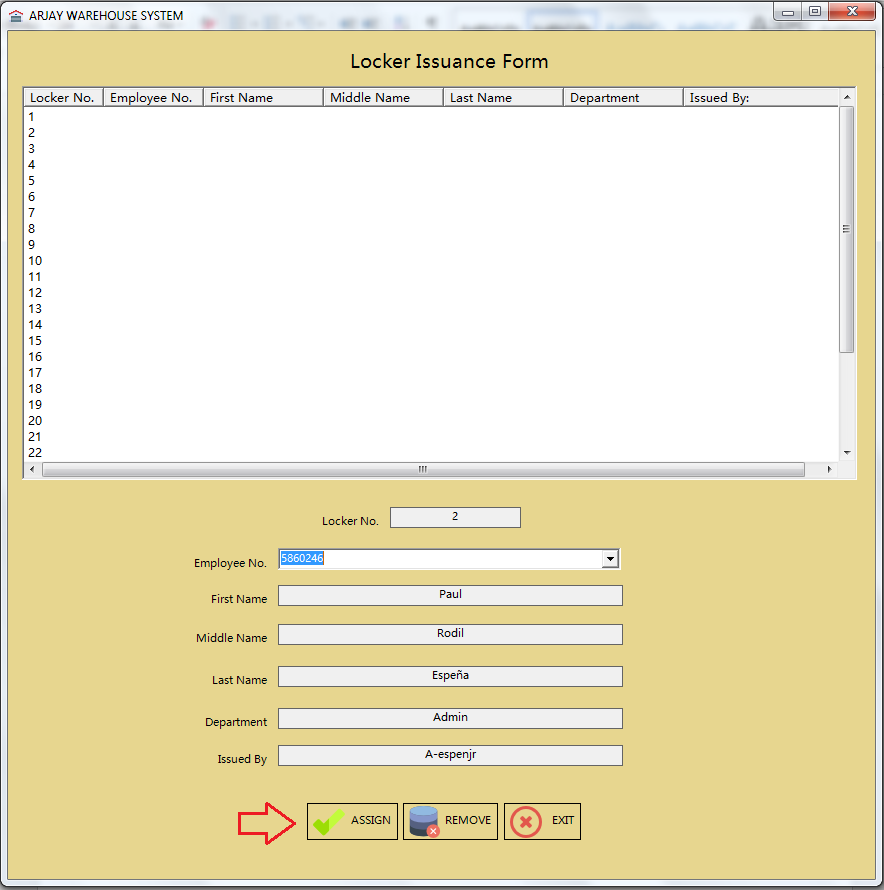 ARJAY WAREHOUSE SYSTEM
Locker Issuance Form
Locker No. Employee No. First Name Middle Name Last Name Department Issued By:
1
2
3
4
5
6
7
8
9
10
11
12
13
14
15
16
17
18
19
20
21
22
Locker No. 2
Employee No. 5860246
First Name Paul
Middle Name Rodil
Last Name Espeña
Department Admin
Issued By A-espenjr
ASSIGN REMOVE EXIT